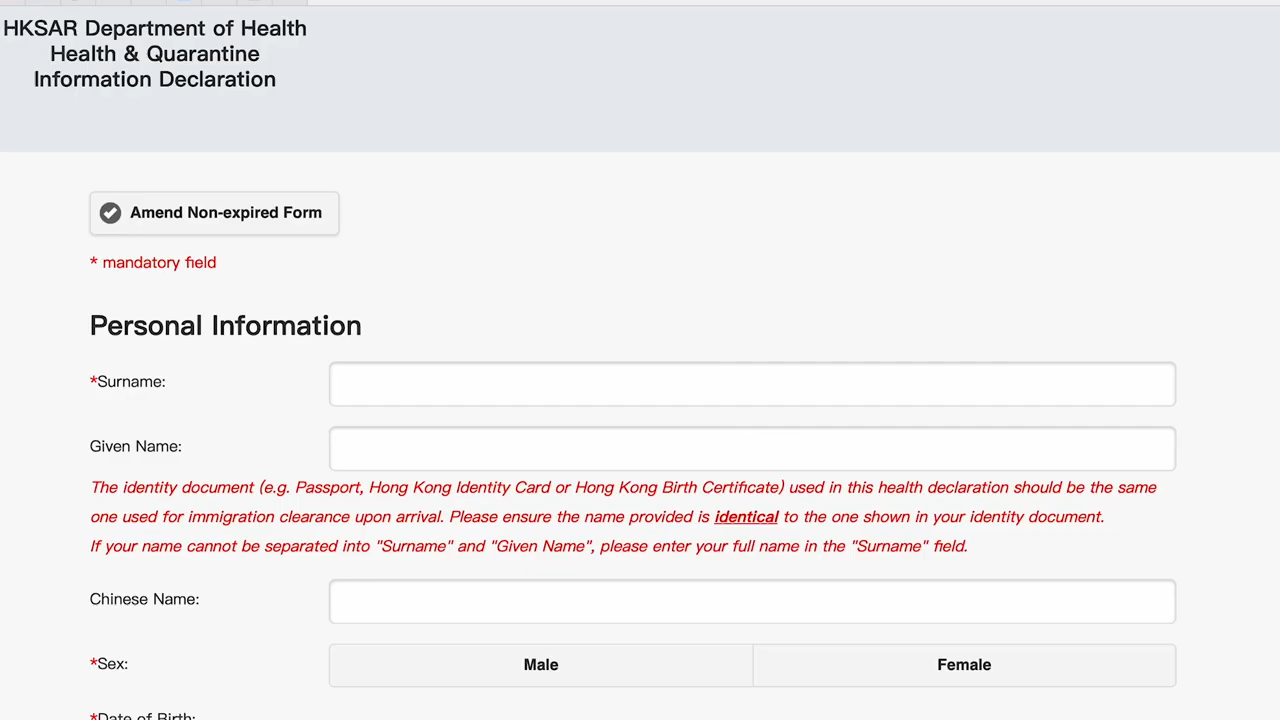 HKSAR Department of Health
Health & Quarantine
Information Declaration
Amend Non-expired Form
* mandatory field
Personal Information
*Surname:
Given Name:
The identity document (e.g. Passport, Hong Kong Identity Card or Hong Kong Birth Certificate) used in this health declaration should be the same
one used for immigration clearance upon arrival. Please ensure the name provided is identical to the one shown in your identity document.
If your name cannot be separated into "Surname" and "Given Name", please enter your full name in the "Surname" field.
Chinese Name:
*Sex:
Male
Female
*Date of Birth: